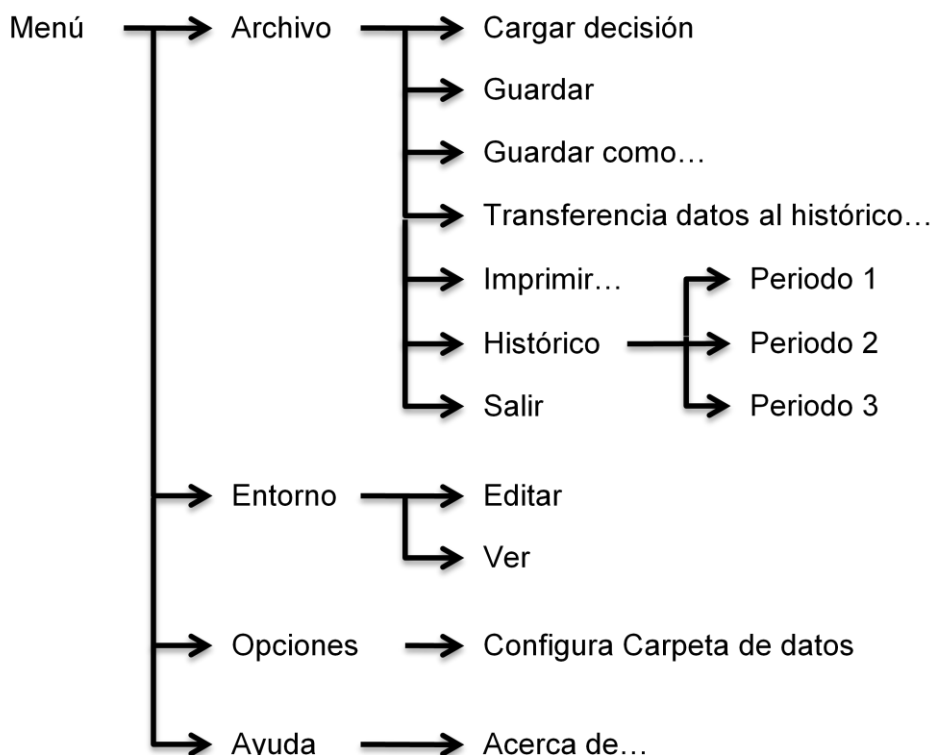 Menú Archivo Cargar decisión
Guardar
Guardar como…
Transferencia datos al histórico…
Imprimir… Periodo 1
Histórico Periodo 2
Salir Periodo 3
Entorno Editar
Ver
Opciones Configura Carpeta de datos
Ayuda Acerca de…